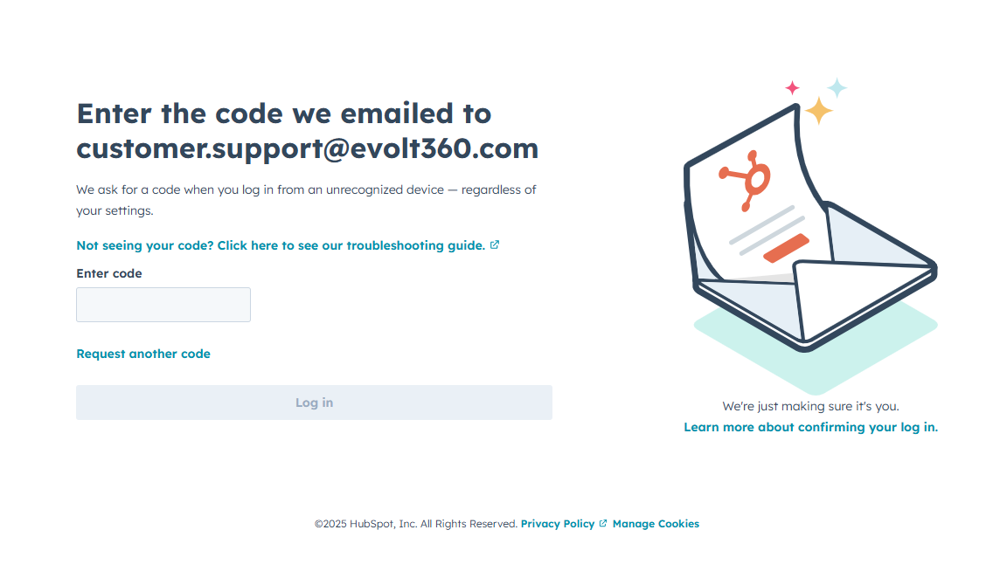 Enter the code we emailed to
customer.support@evolt360.com
We ask for a code when you log in from an unrecognized device — regardless of
your settings.
Not seeing your code? Click here to see our troubleshooting guide.
Enter code
Request another code
Log in
We're just making sure it's you.
Learn more about confirming your log in.
©2025 HubSpot, Inc. All Rights Reserved. Privacy Policy Manage Cookies